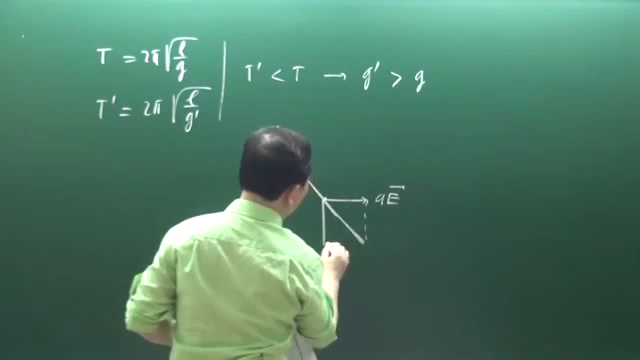 T = 2π√(ℓ/g)
T' < T → g' > g
T' = 2π√(ℓ/g')
qE⃗